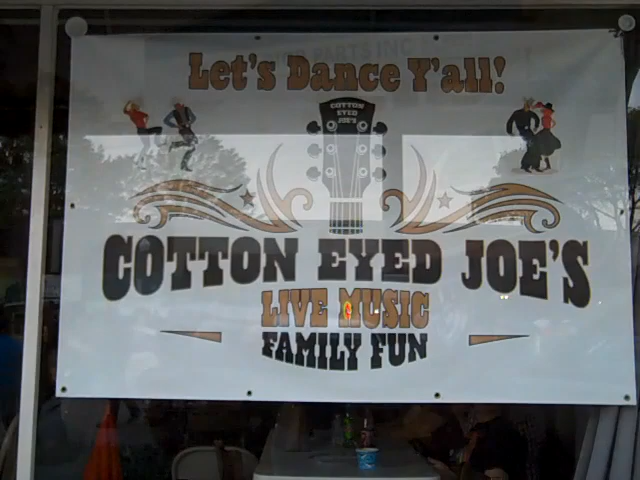 Let's Dance Y'all!
COTTON
EYED
JOE'S
COTTON EYED JOE'S
LIVE MUSIC
FAMILY FUN